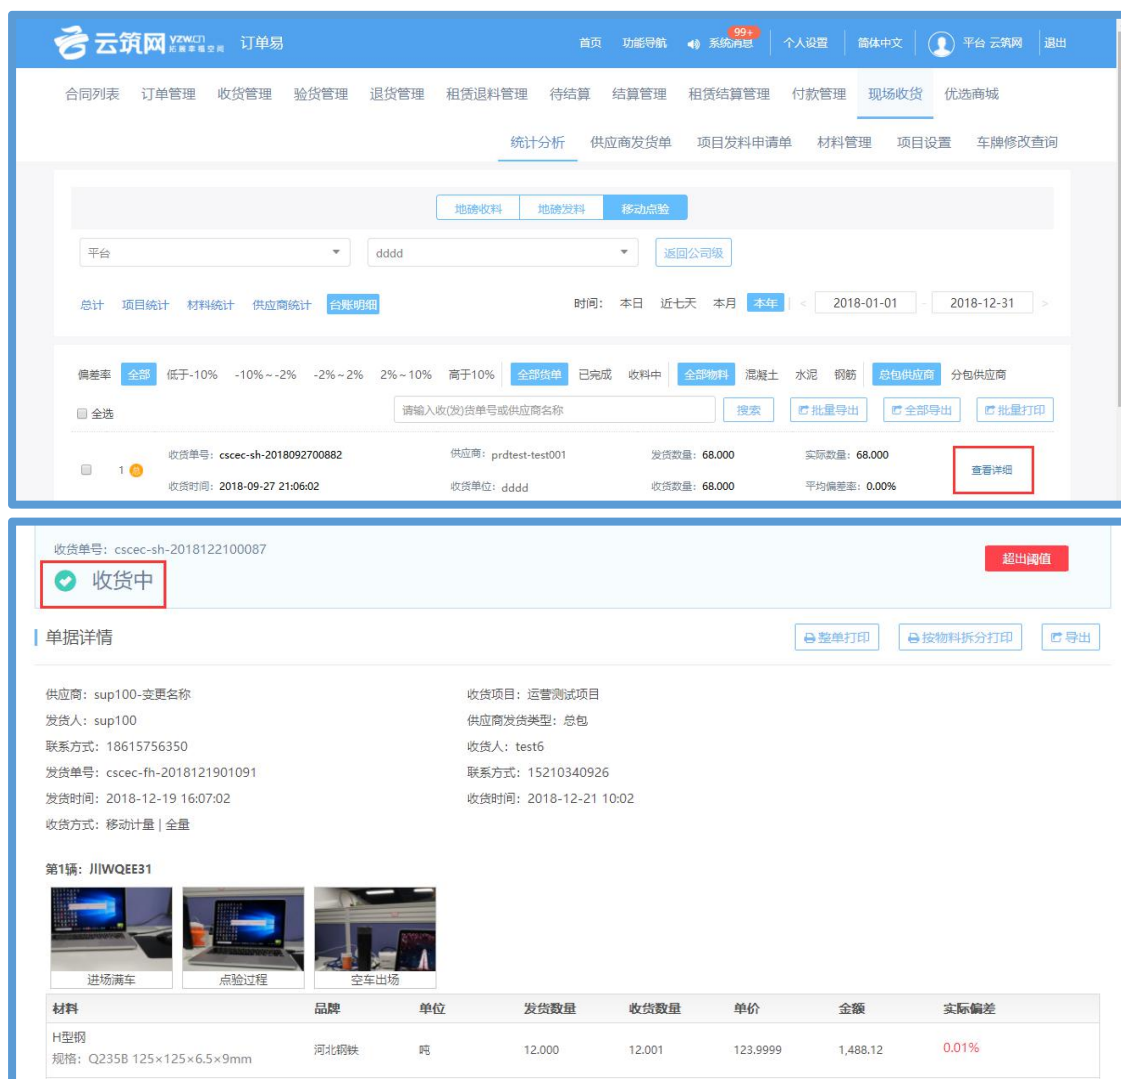 云筑网 yzw.cn 拓展幸福空间 订单易 首页 功能导航 系统消息 99+ 个人设置 简体中文 平台 云筑网 退出
合同列表 订单管理 收货管理 验货管理 退货管理 租赁退料管理 待结算 结算管理 租赁结算管理 付款管理 现场收货 优选商城
统计分析 供应商发货单 项目发料申请单 材料管理 项目设置 车牌修改查询
地磅收料 地磅发料 移动点验
平台 dddd 返回公司级
总计 项目统计 材料统计 供应商统计 台账明细 时间： 本日 近七天 本月 本年 < 2018-01-01 - 2018-12-31 >
偏差率 全部 低于-10% -10%～-2% -2%～2% 2%～10% 高于10% 全部货单 已完成 收料中 全部物料 混凝土 水泥 钢筋 总包供应商 分包供应商
全选 请输入收(发)货单号或供应商名称 搜索 批量导出 全部导出 批量打印
收货单号：cscec-sh-2018092700882 供应商：prdtest-test001 发货数量：68.000 实际数量：68.000
1 查看详细
收货时间：2018-09-27 21:06:02 收货单位：dddd 收货数量：68.000 平均偏差率：0.00%
收货单号：cscec-sh-2018122100087
收货中 超出阈值
单据详情 整单打印 按物料拆分打印 导出
供应商：sup100-变更名称 收货项目：运营测试项目
发货人：sup100 供应商发货类型：总包
联系方式：18615756350 收货人：test6
发货单号：cscec-fh-2018121901091 联系方式：15210340926
发货时间：2018-12-19 16:07:02 收货时间：2018-12-21 10:02
收货方式：移动计量 | 全量
第1辆：川WQEE31
进场满车 点验过程 空车出场
材料 品牌 单位 发货数量 收货数量 单价 金额 实际偏差
H型钢
规格：Q235B 125×125×6.5×9mm 河北钢铁 吨 12.000 12.001 123.9999 1,488.12 0.01%